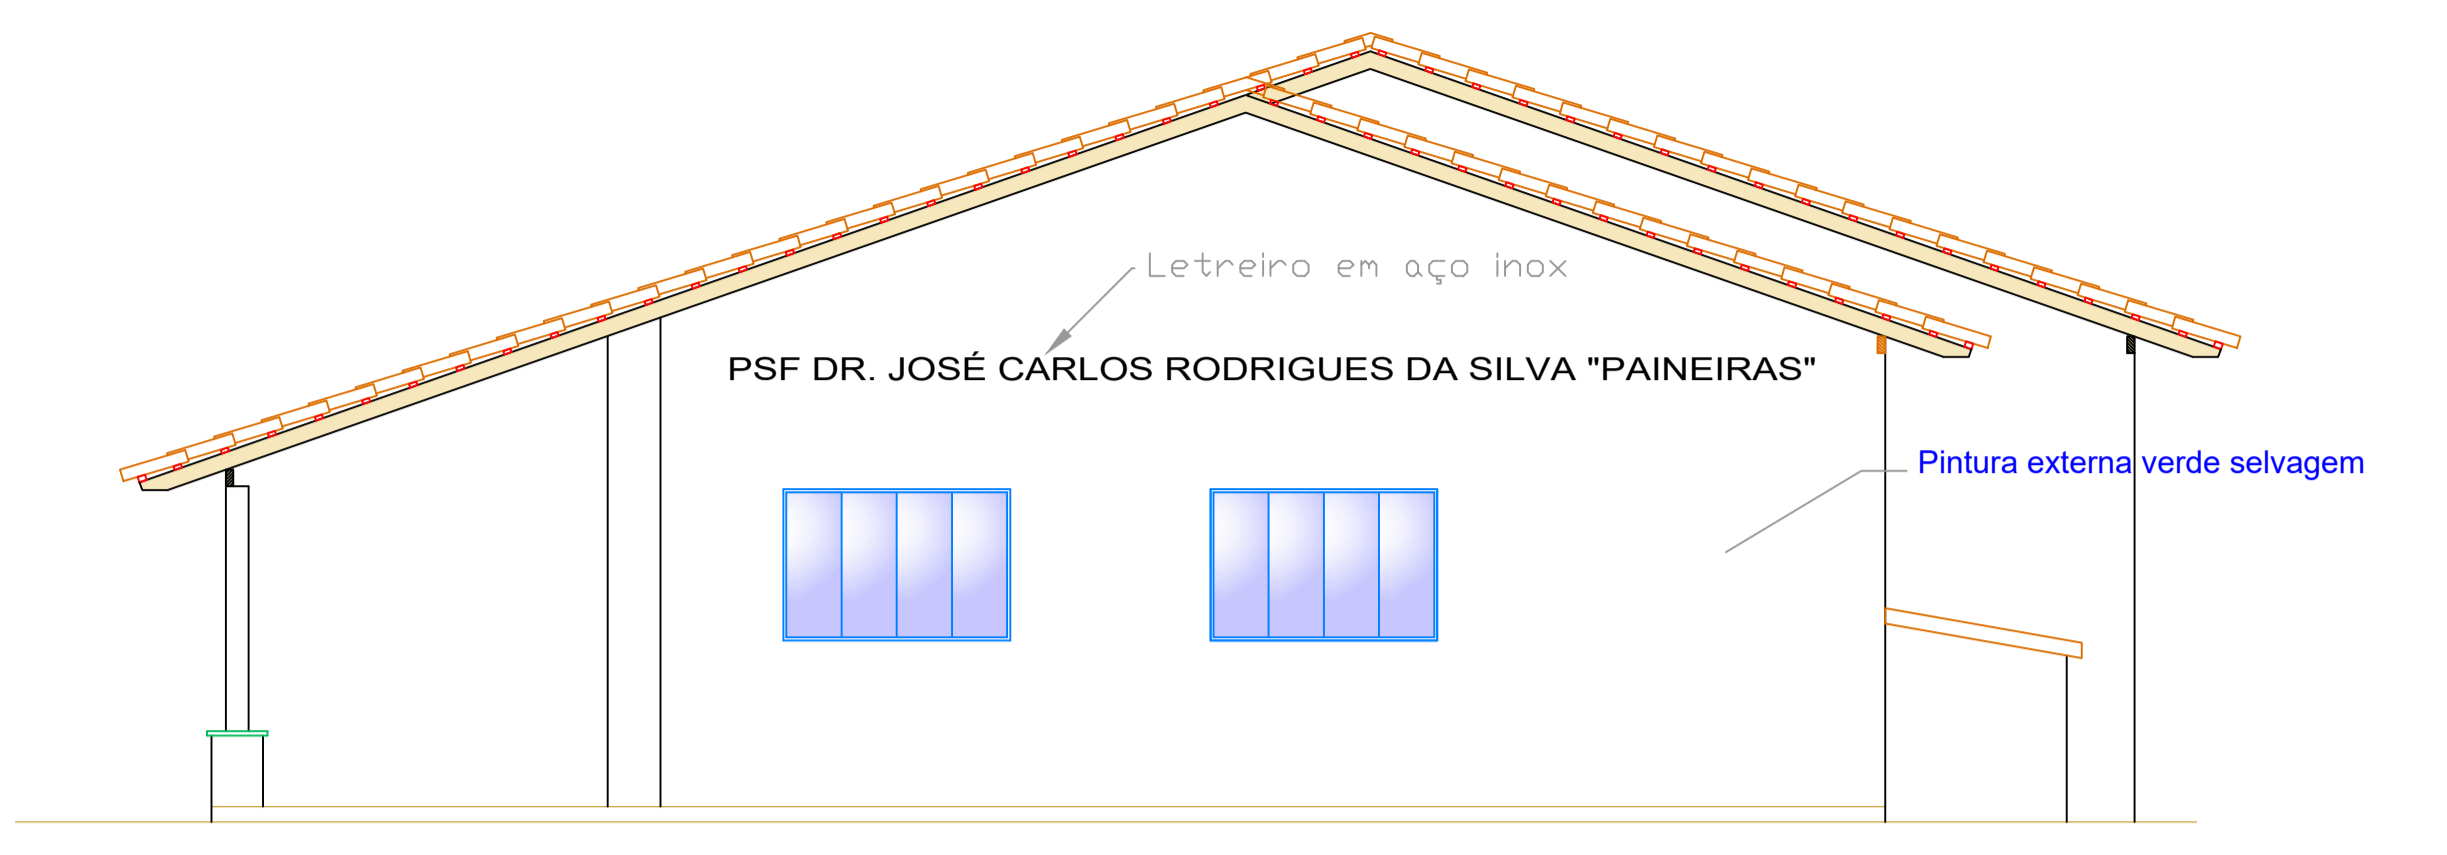 Letreiro em aço inox
PSF DR. JOSÉ CARLOS RODRIGUES DA SILVA "PAINEIRAS"
Pintura externa verde selvagem